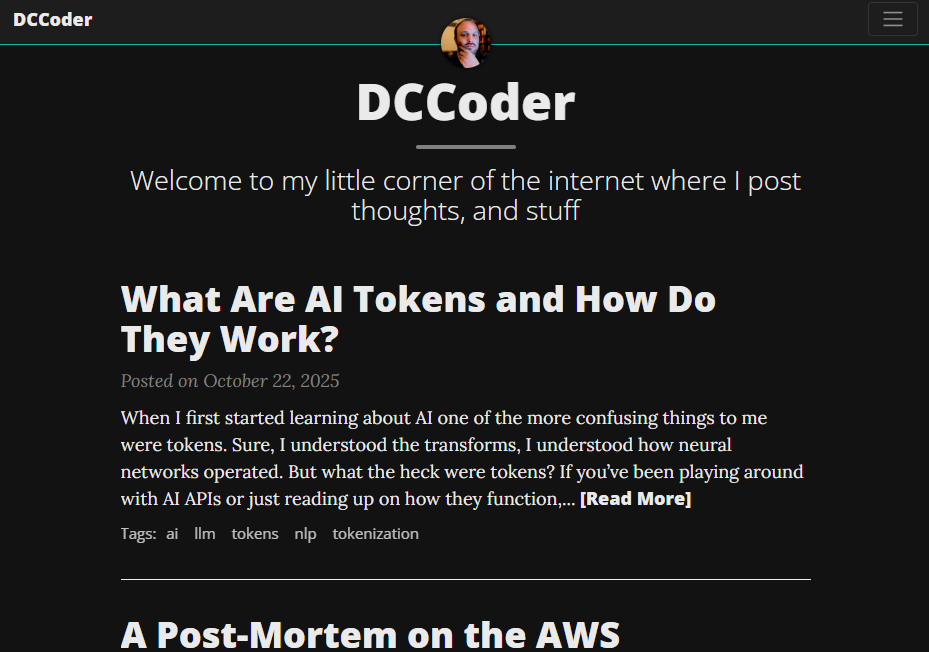 DCCoder
DCCoder
Welcome to my little corner of the internet where I post
thoughts, and stuff
What Are AI Tokens and How Do
They Work?
Posted on October 22, 2025
When I first started learning about AI one of the more confusing things to me
were tokens. Sure, I understood the transforms, I understood how neural
networks operated. But what the heck were tokens? If you’ve been playing around
with AI APIs or just reading up on how they function,... [Read More]
Tags: ai llm tokens nlp tokenization
A Post-Mortem on the AWS